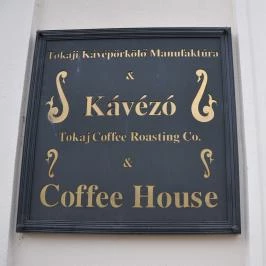 Tokaji Kávépörkölő Manufaktúra
&
Kávézó
Tokaj Coffee Roasting Co.
&
Coffee House